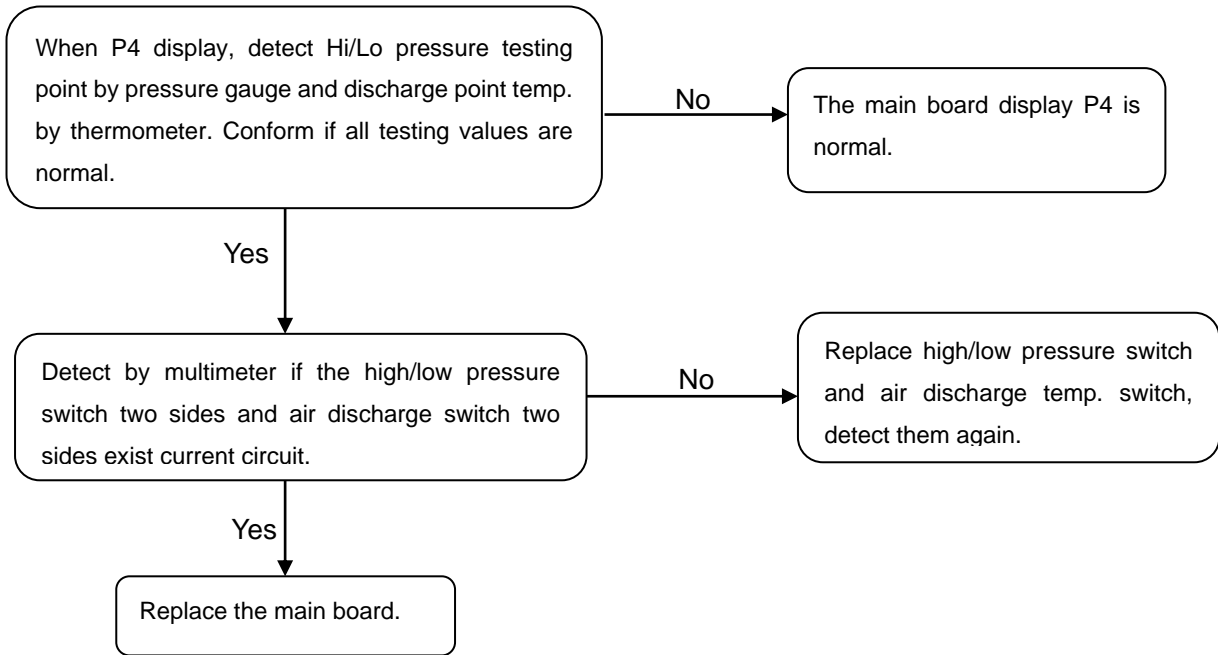 When P4 display, detect Hi/Lo pressure testing
point by pressure gauge and discharge point temp.
by thermometer. Conform if all testing values are
normal.
No
The main board display P4 is
normal.
Yes
Detect by multimeter if the high/low pressure
switch two sides and air discharge switch two
sides exist current circuit.
No
Replace high/low pressure switch
and air discharge temp. switch,
detect them again.
Yes
Replace the main board.